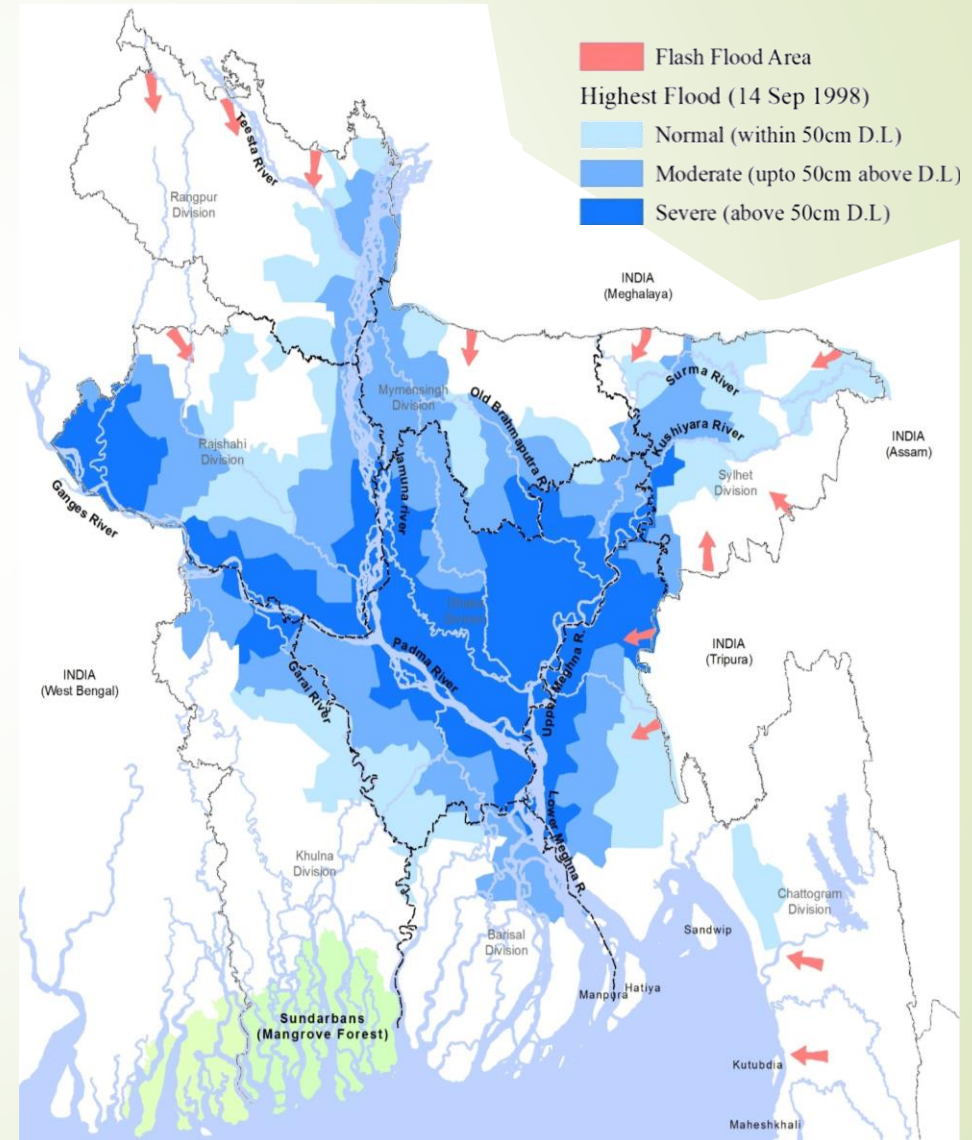 Flash Flood Area
Highest Flood (14 Sep 1998)
Normal (within 50cm D.L)
Moderate (upto 50cm above D.L)
Severe (above 50cm D.L)
Teesta River
Rangpur
Division
INDIA
(Meghalaya)
Mymensingh
Division
Old Brahmaputra R.
Surma River
Kushiyara River
INDIA
(Assam)
Rajshahi
Division
Jamuna river
Sylhet
Division
Ganges River
Dhaka
Division
INDIA
(Tripura)
Padma River
Upper Meghna R.
INDIA
(West Bengal)
Garai River
Lower Meghna R.
Khulna
Division
Chattogram
Division
Barisal
Division
Sandwip
Manpura
Hatiya
Sundarbans
(Mangrove Forest)
Kutubdia
Maheshkhali